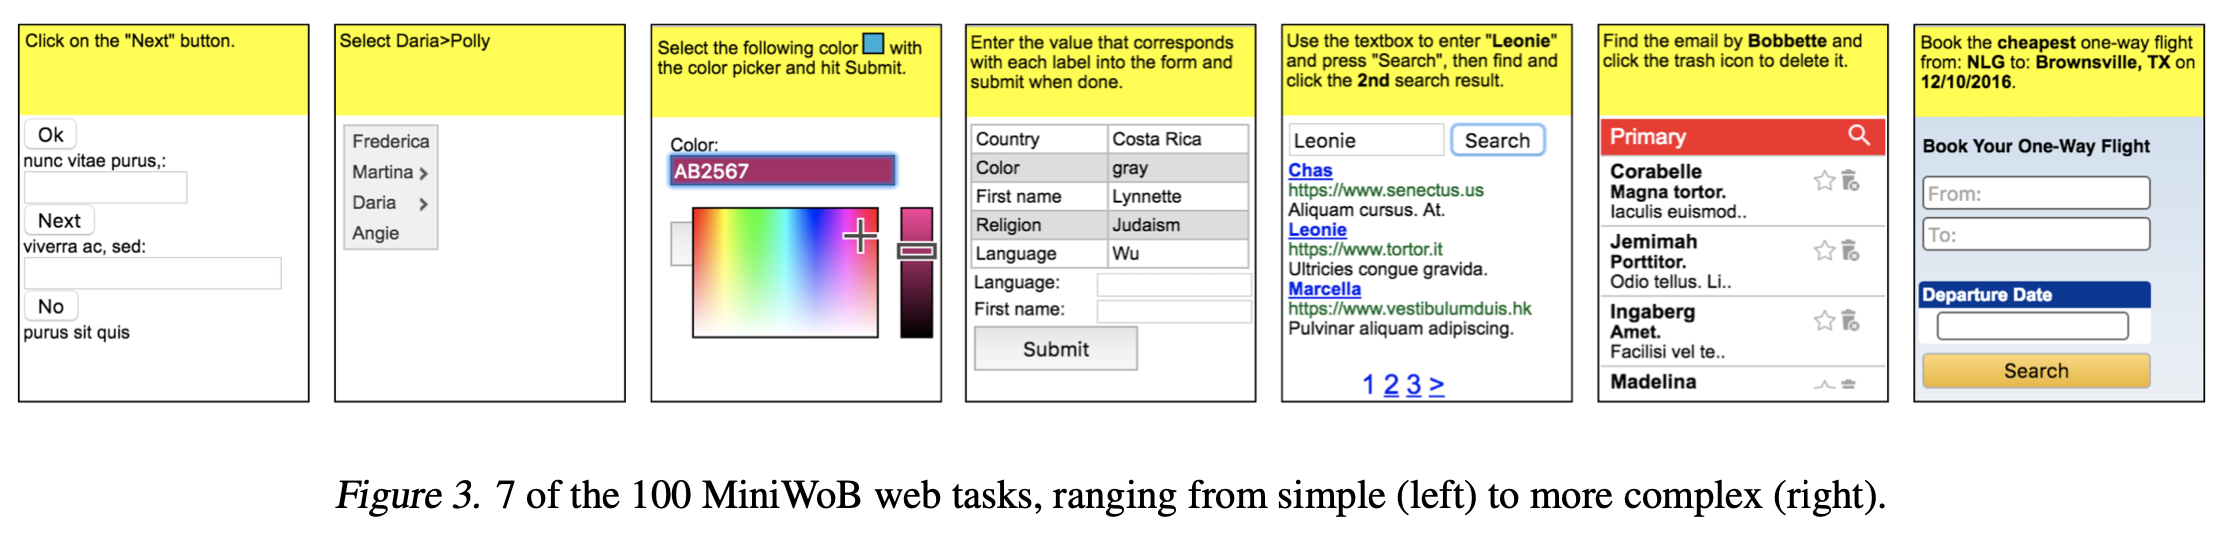 Click on the "Next" button.
Ok
nunc vitae purus,:
Next
viverra ac, sed:
No
purus sit quis
Select Daria>Polly
Frederica
Martina >
Daria >
Angie
Select the following color with
the color picker and hit Submit.
Color:
AB2567
Enter the value that corresponds
with each label into the form and
submit when done.
Country Costa Rica
Color gray
First name Lynnette
Religion Judaism
Language Wu
Language:
First name:
Submit
Use the textbox to enter "Leonie"
and press "Search", then find and
click the 2nd search result.
Leonie Search
Chas
https://www.senectus.us
Aliquam cursus. At.
Leonie
https://www.tortor.it
Ultricies congue gravida.
Marcella
https://www.vestibulumduis.hk
Pulvinar aliquam adipiscing.
1 2 3 >
Find the email by Bobbette and
click the trash icon to delete it.
Primary
Corabelle
Magna tortor.
Iaculis euismod..
Jemimah
Porttitor.
Odio tellus. Li..
Ingaberg
Amet.
Facilisi vel te..
Madelina
Book the cheapest one-way flight
from: NLG to: Brownsville, TX on
12/10/2016.
Book Your One-Way Flight
From:
To:
Departure Date
Search
Figure 3. 7 of the 100 MiniWoB web tasks, ranging from simple (left) to more complex (right).